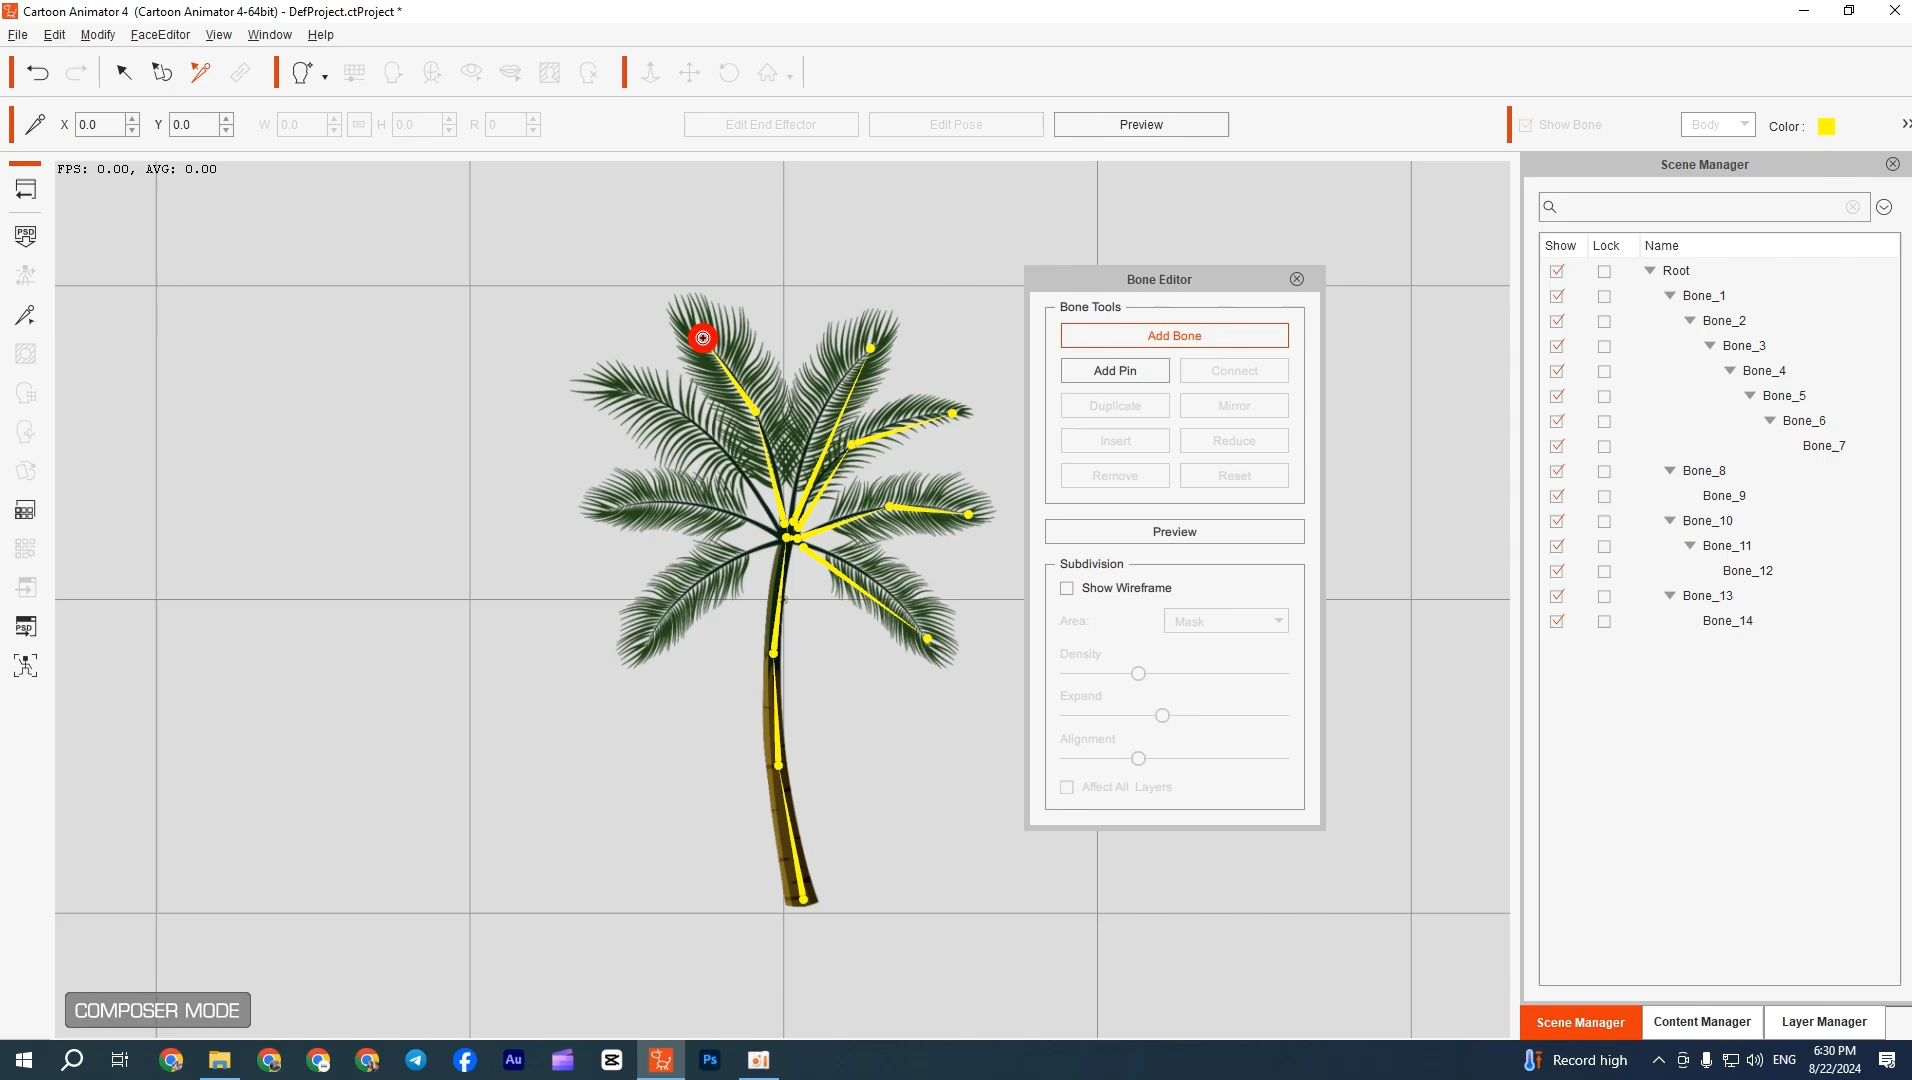 Cartoon Animator 4  (Cartoon Animator 4-64bit) - DefProject.ctProject *
File Edit Modify FaceEditor View Window Help
X 0.0 Y 0.0 W 0.0 H 0.0 R 0 Edit End Effector Edit Pose Preview Show Bone Body Color :
FPS: 0.00, AVG: 0.00
PSD
PSD
COMPOSER MODE
Bone Editor
Bone Tools
Add Bone
Add Pin Connect
Duplicate Mirror
Insert Reduce
Remove Reset
Preview
Subdivision
Show Wireframe
Area: Mask
Density
Expand
Alignment
Affect All Layers
Scene Manager
Show Lock Name
Root
Bone_1
Bone_2
Bone_3
Bone_4
Bone_5
Bone_6
Bone_7
Bone_8
Bone_9
Bone_10
Bone_11
Bone_12
Bone_13
Bone_14
Scene Manager Content Manager Layer Manager
Au Ps Record high ENG 6:30 PM
8/22/2024